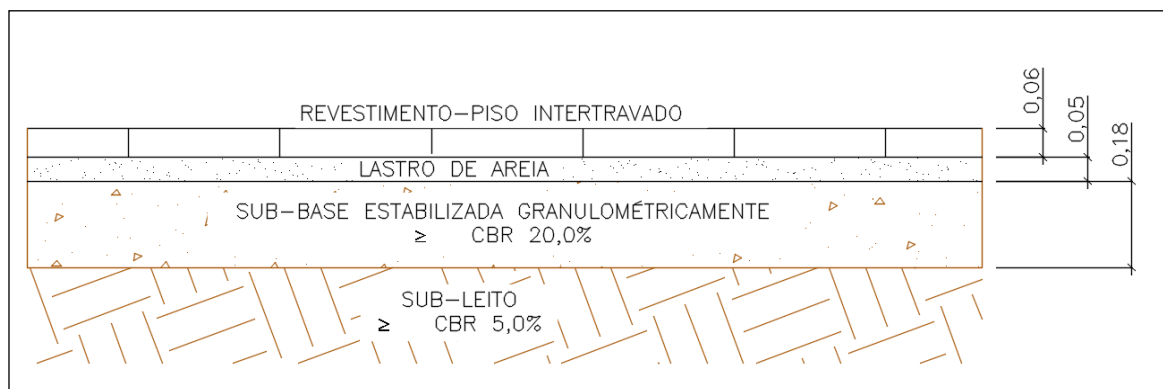 REVESTIMENTO-PISO INTERTRAVADO
LASTRO DE AREIA
SUB-BASE ESTABILIZADA GRANULOMÉTRICAMENTE
≥ CBR 20,0%
SUB-LEITO
≥ CBR 5,0%
0,06
0,05
0,18